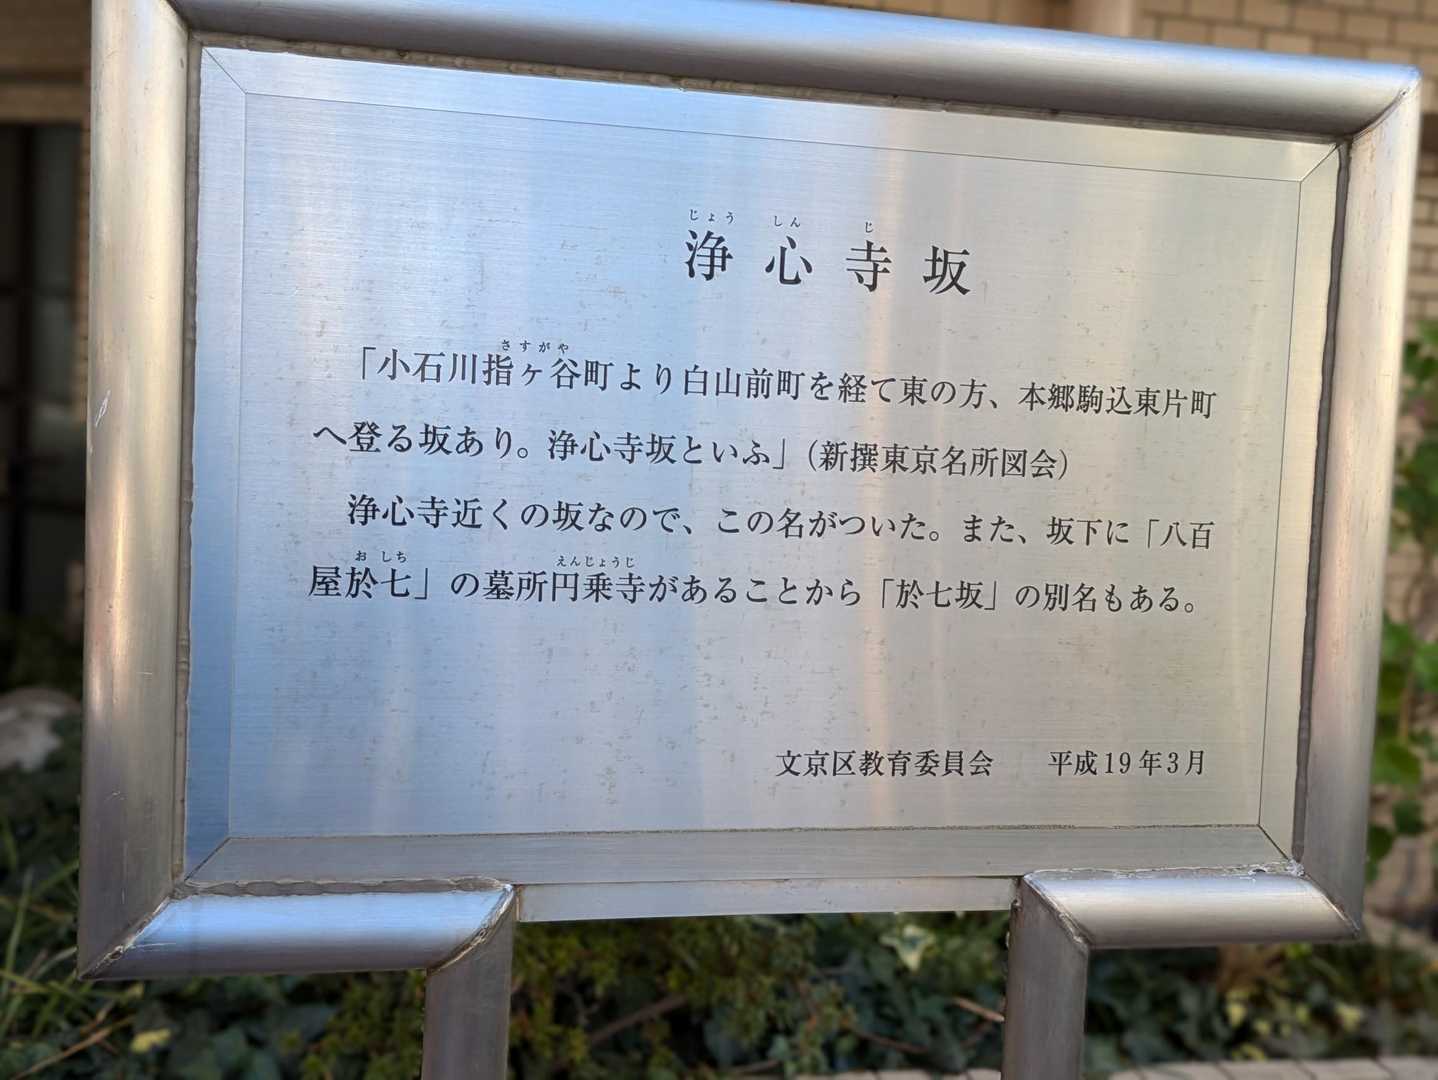 じょう しん じ
浄心寺坂
さすがや
「小石川指ヶ谷町より白山前町を経て東の方、本郷駒込東片町
へ登る坂あり。浄心寺坂といふ」（新撰東京名所図会）
浄心寺近くの坂なので、この名がついた。また、坂下に「八百
お しち えんじょうじ
屋於七」の墓所円乗寺があることから「於七坂」の別名もある。
文京区教育委員会 平成19年3月